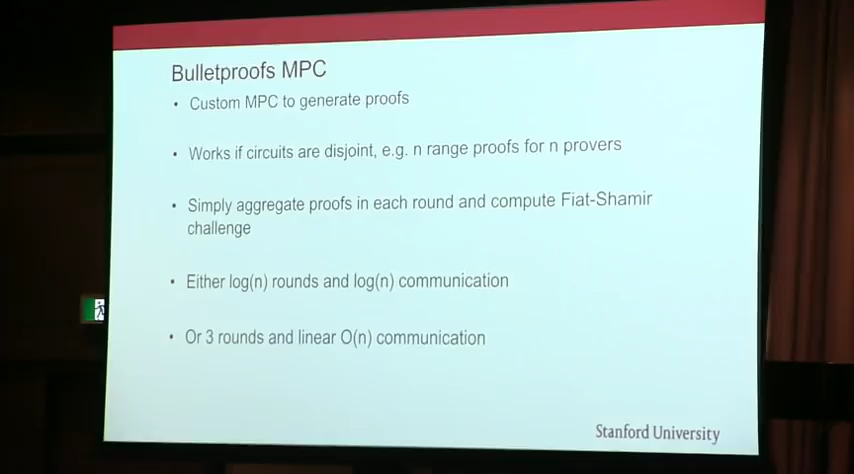 Bulletproofs MPC
• Custom MPC to generate proofs
• Works if circuits are disjoint, e.g. n range proofs for n provers
• Simply aggregate proofs in each round and compute Fiat-Shamir
challenge
• Either log(n) rounds and log(n) communication
• Or 3 rounds and linear O(n) communication
Stanford University